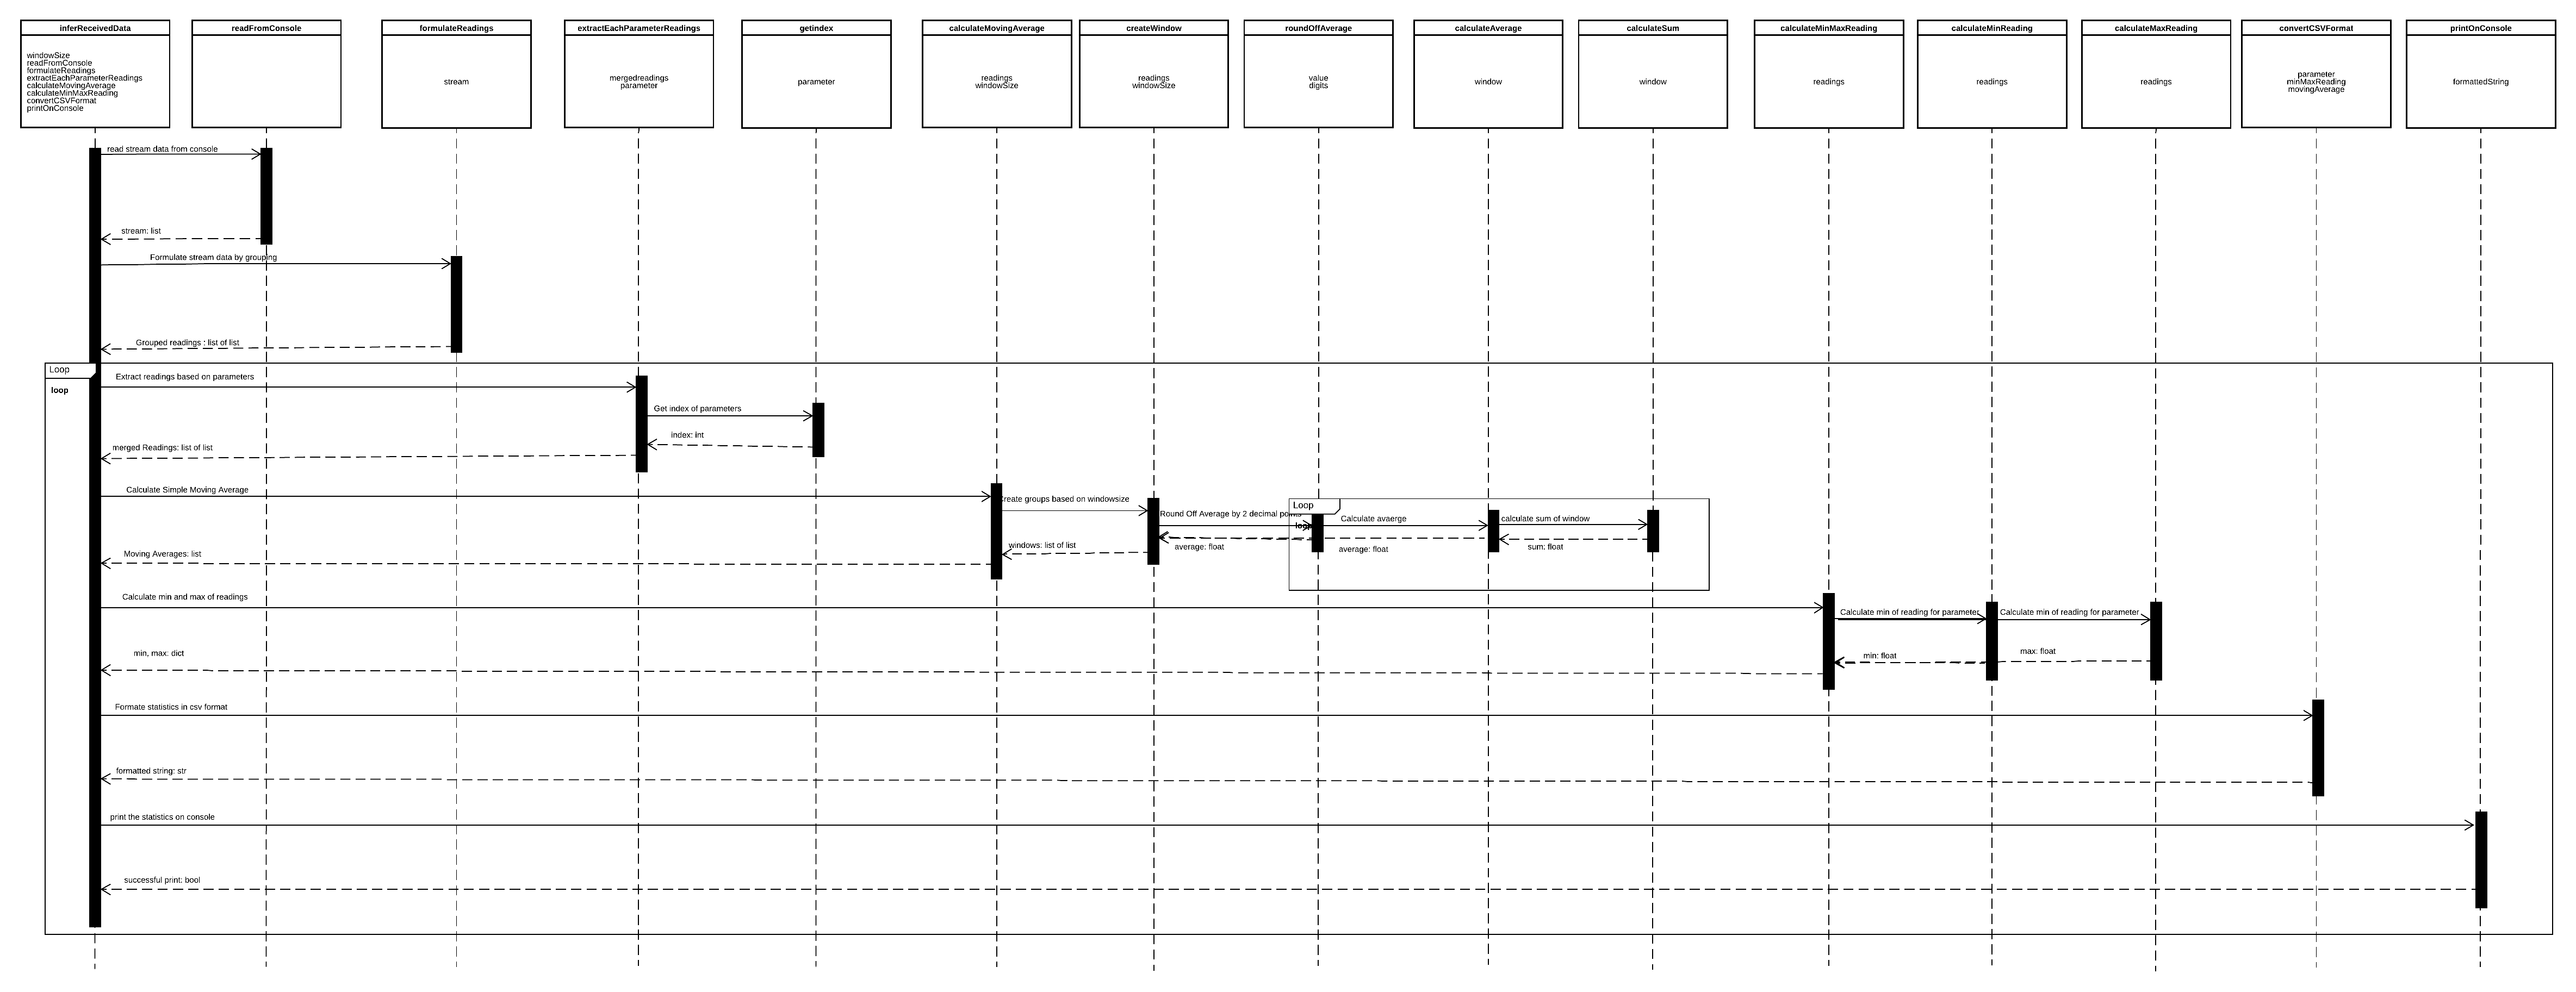 inferReceivedData
windowSize
readFromConsole
formulateReadings
extractEachParameterReadings
calculateMovingAverage
calculateMinMaxReading
convertCSVFormat
printOnConsole
readFromConsole
formulateReadings
stream
extractEachParameterReadings
mergedreadings
parameter
getindex
parameter
calculateMovingAverage
readings
windowSize
createWindow
readings
windowSize
roundOffAverage
value
digits
calculateAverage
window
calculateSum
window
calculateMinMaxReading
readings
calculateMinReading
readings
calculateMaxReading
readings
convertCSVFormat
parameter
minMaxReading
movingAverage
printOnConsole
formattedString
read stream data from console
stream: list
Formulate stream data by grouping
Grouped readings : list of list
Loop
loop
Extract readings based on parameters
Get index of parameters
index: int
merged Readings: list of list
Calculate Simple Moving Average
Create groups based on windowsize
Round Off Average by 2 decimal points
Loop
loop
Calculate avaerge
calculate sum of window
windows: list of list
average: float
average: float
sum: float
Moving Averages: list
Calculate min and max of readings
Calculate min of reading for parameter
Calculate min of reading for parameter
min: float
max: float
min, max: dict
Formate statistics in csv format
formatted string: str
print the statistics on console
successful print: bool